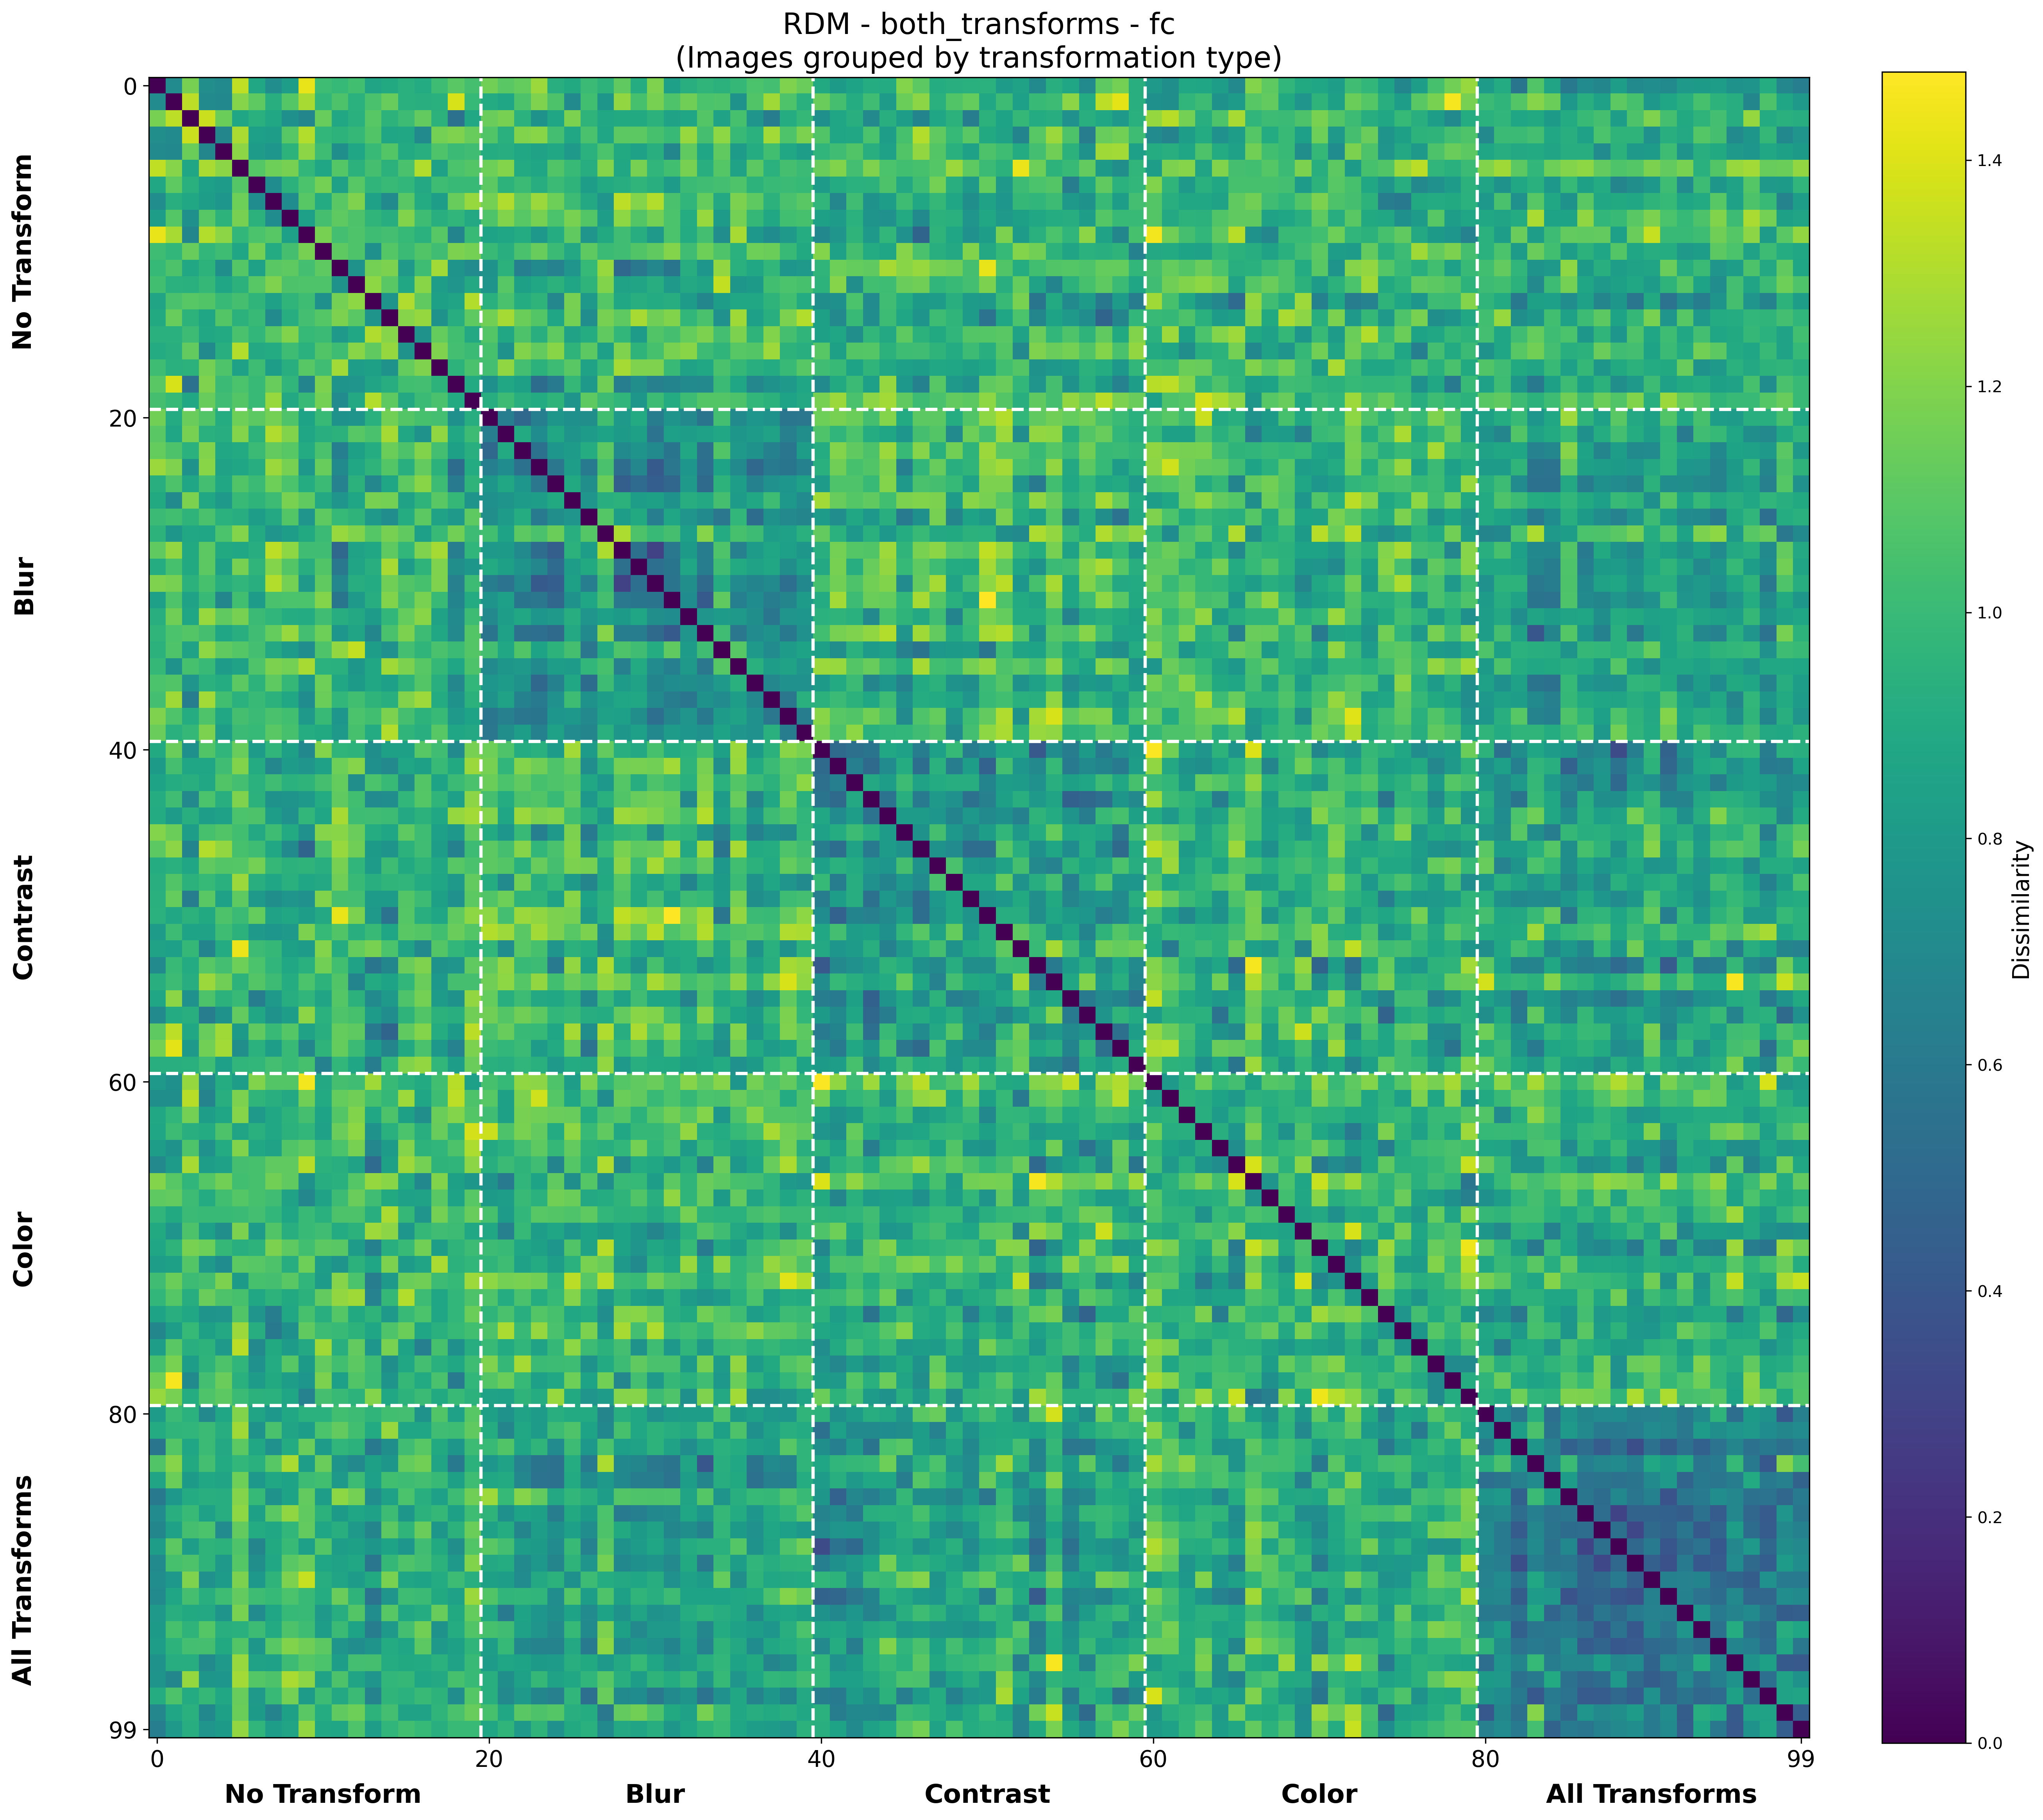 RDM - both_transforms - fc
(Images grouped by transformation type)
0
20
40
60
80
99
No Transform
Blur
Contrast
Color
All Transforms
0
20
40
60
80
99
No Transform
Blur
Contrast
Color
All Transforms
1.4
1.2
1.0
0.8
0.6
0.4
0.2
0.0
Dissimilarity